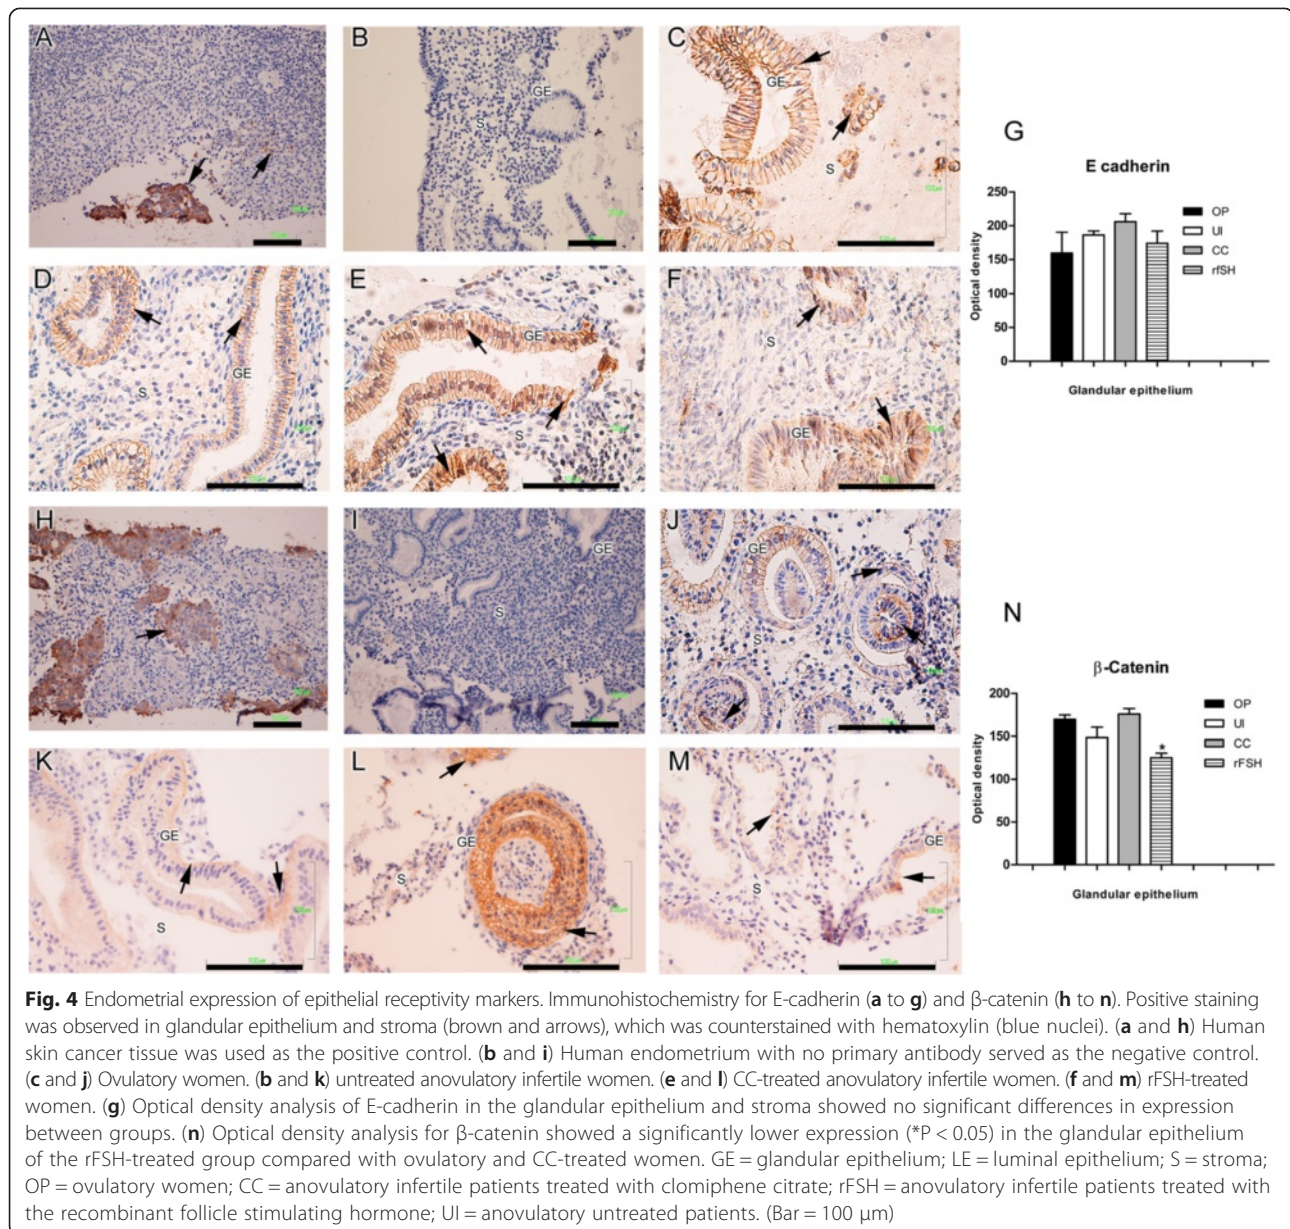 A
B
GE
S
C
GE
S
D
S
GE
E
GE
S
F
S
GE
G
E cadherin
Optical density
250
200
150
100
50
0
OP
UI
CC
rfSH
Glandular epithelium
H
I
GE
S
J
GE
S
K
GE
S
100µm
L
GE
S
M
GE
S
N
β-Catenin
Optical density
200
150
100
50
0
*
OP
UI
CC
rFSH
Glandular epithelium
Fig. 4 Endometrial expression of epithelial receptivity markers. Immunohistochemistry for E-cadherin (a to g) and β-catenin (h to n). Positive staining
was observed in glandular epithelium and stroma (brown and arrows), which was counterstained with hematoxylin (blue nuclei). (a and h) Human
skin cancer tissue was used as the positive control. (b and i) Human endometrium with no primary antibody served as the negative control.
(c and j) Ovulatory women. (b and k) untreated anovulatory infertile women. (e and l) CC-treated anovulatory infertile women. (f and m) rFSH-treated
women. (g) Optical density analysis of E-cadherin in the glandular epithelium and stroma showed no significant differences in expression
between groups. (n) Optical density analysis for β-catenin showed a significantly lower expression (*P < 0.05) in the glandular epithelium
of the rFSH-treated group compared with ovulatory and CC-treated women. GE = glandular epithelium; LE = luminal epithelium; S = stroma;
OP = ovulatory women; CC = anovulatory infertile patients treated with clomiphene citrate; rFSH = anovulatory infertile patients treated with
the recombinant follicle stimulating hormone; UI = anovulatory untreated patients. (Bar = 100 µm)